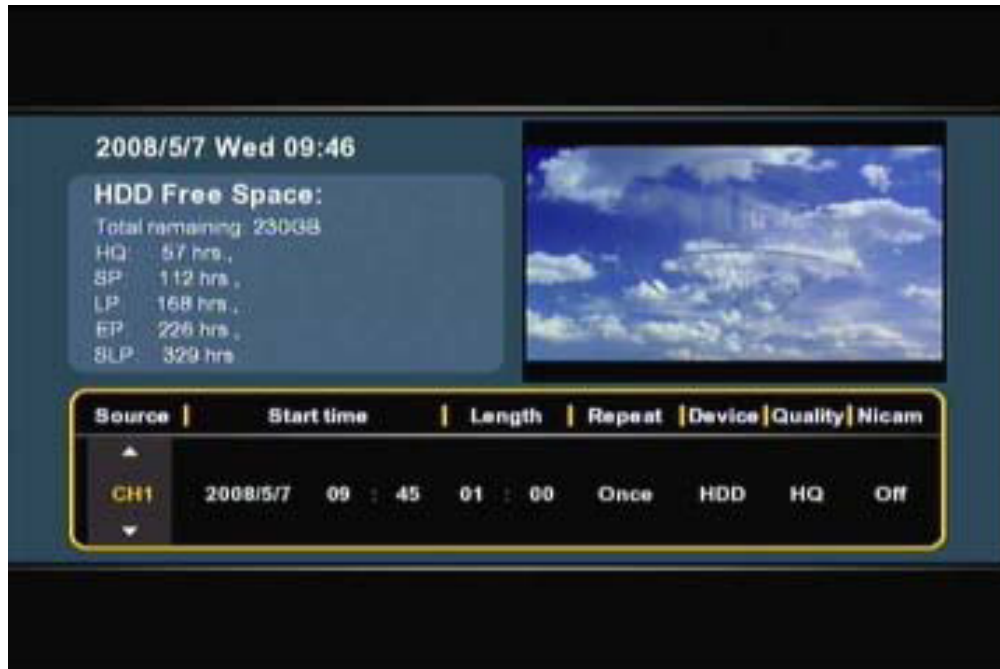 2008/5/7 Wed 09:46
HDD Free Space:
Total remaining: 230GB
HQ: 57 hrs ,
SP: 112 hrs ,
LP: 168 hrs ,
EP: 226 hrs ,
SLP: 329 hrs
Source Start time Length Repeat Device Quality Nicam
CH1 2008/5/7 09 : 45 01 : 00 Once HDD HQ Off